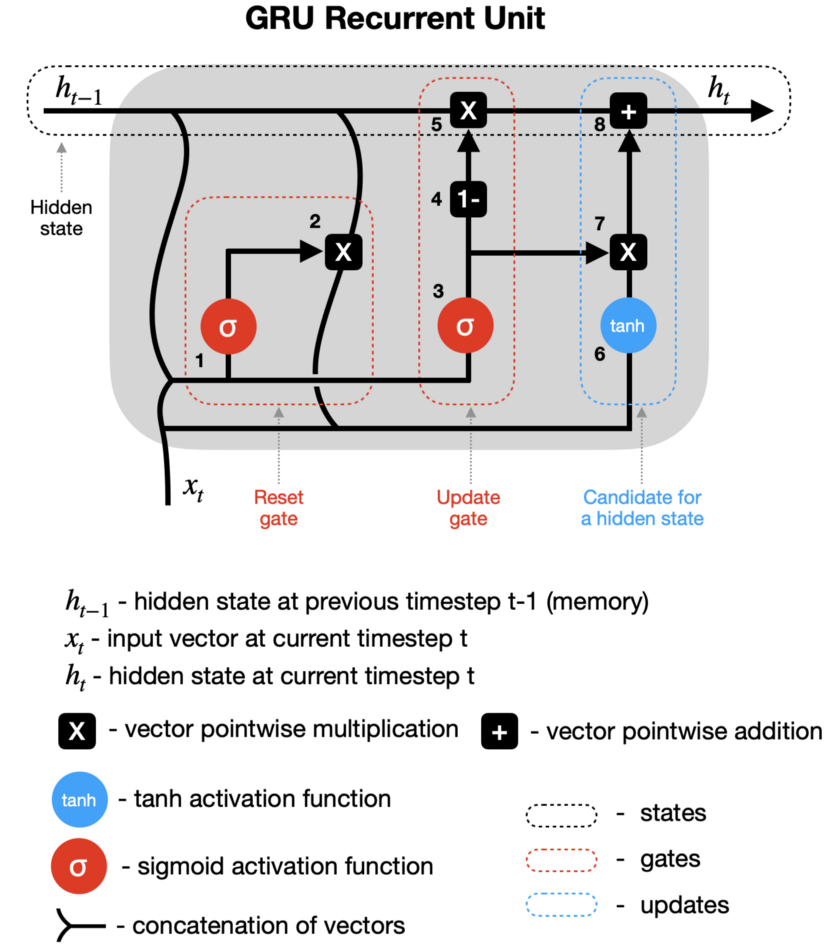 GRU Recurrent Unit
h_{t-1}
h_t
X
+
5
8
Hidden
state
4
1-
2
X
7
X
3
σ
σ
tanh
1
6
x_t
Reset
gate
Update
gate
Candidate for
a hidden state
h_{t-1} - hidden state at previous timestep t-1 (memory)
x_t - input vector at current timestep t
h_t - hidden state at current timestep t
X - vector pointwise multiplication
+ - vector pointwise addition
tanh - tanh activation function
- states
σ - sigmoid activation function
- gates
- concatenation of vectors
- updates